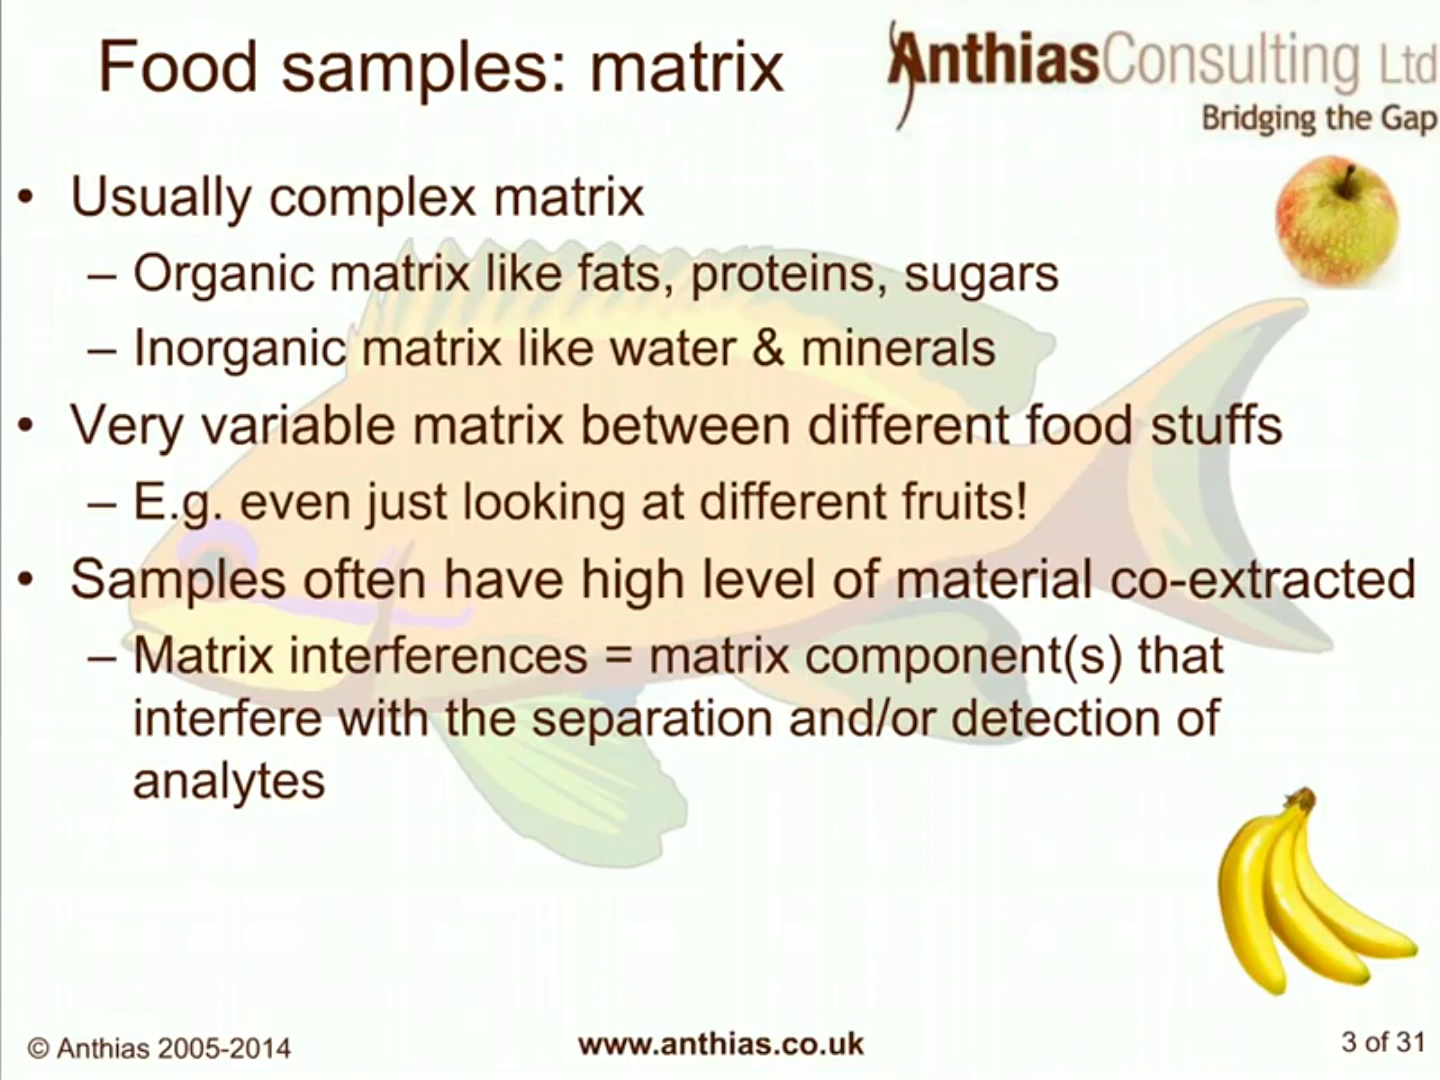 Food samples: matrix
AnthiasConsulting Ltd
Bridging the Gap
• Usually complex matrix
– Organic matrix like fats, proteins, sugars
– Inorganic matrix like water & minerals
• Very variable matrix between different food stuffs
– E.g. even just looking at different fruits!
• Samples often have high level of material co-extracted
– Matrix interferences = matrix component(s) that
interfere with the separation and/or detection of
analytes
© Anthias 2005-2014
www.anthias.co.uk
3 of 31